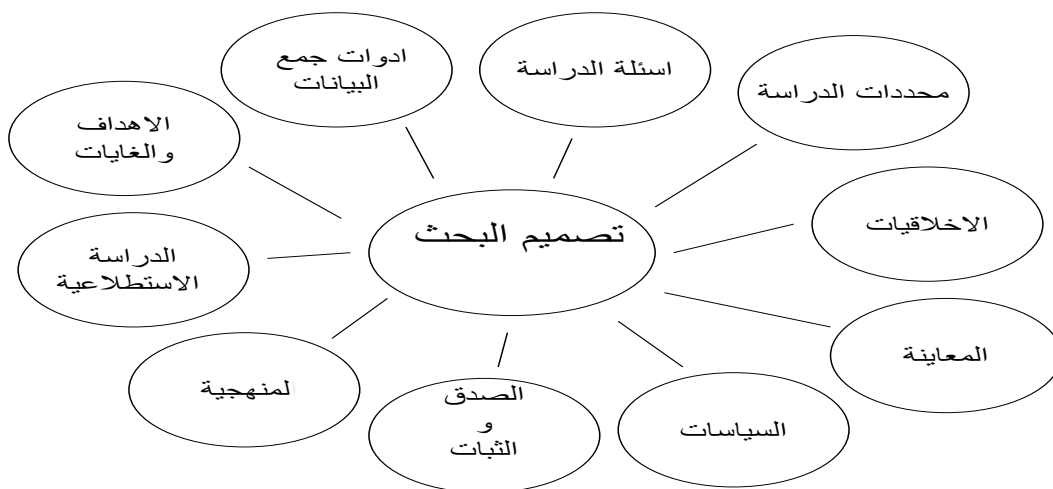 ادوات جمع
البيانات
اسئلة الدراسة
محددات الدراسة
الاهداف
والغايات
الاخلاقيات
تصميم البحث
الدراسة
الاستطلاعية
المعاينة
لمنهجية
الصدق
و
الثبات
السياسات